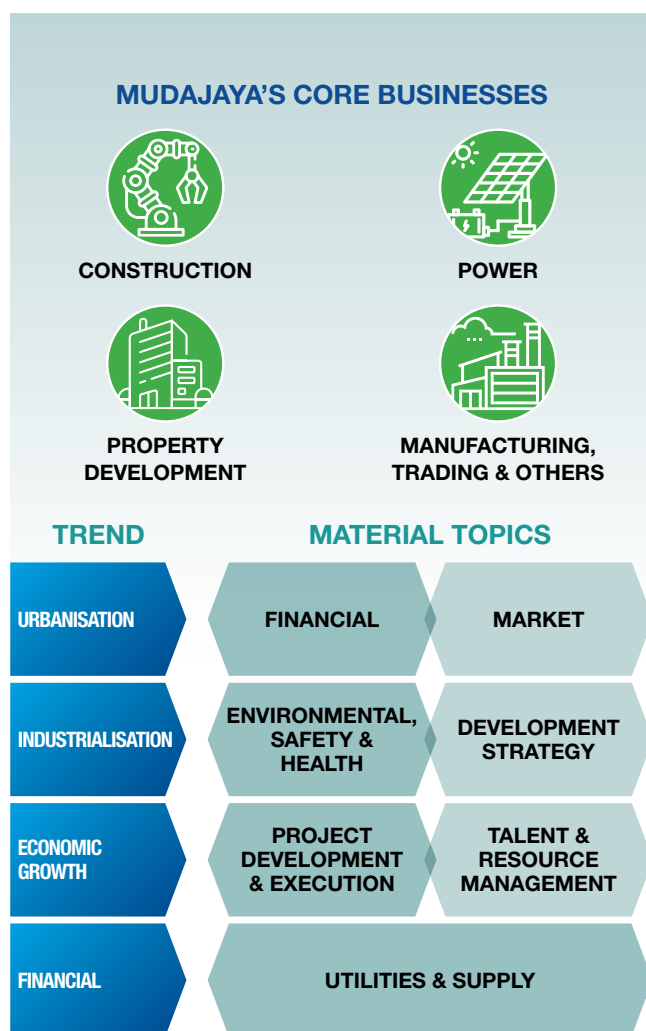 MUDAJAYA’S CORE BUSINESSES
CONSTRUCTION
POWER
PROPERTY
DEVELOPMENT
MANUFACTURING,
TRADING & OTHERS
TREND
MATERIAL TOPICS
URBANISATION
FINANCIAL
MARKET
INDUSTRIALISATION
ENVIRONMENTAL,
SAFETY &
HEALTH
DEVELOPMENT
STRATEGY
ECONOMIC
GROWTH
PROJECT
DEVELOPMENT
& EXECUTION
TALENT &
RESOURCE
MANAGEMENT
FINANCIAL
UTILITIES & SUPPLY